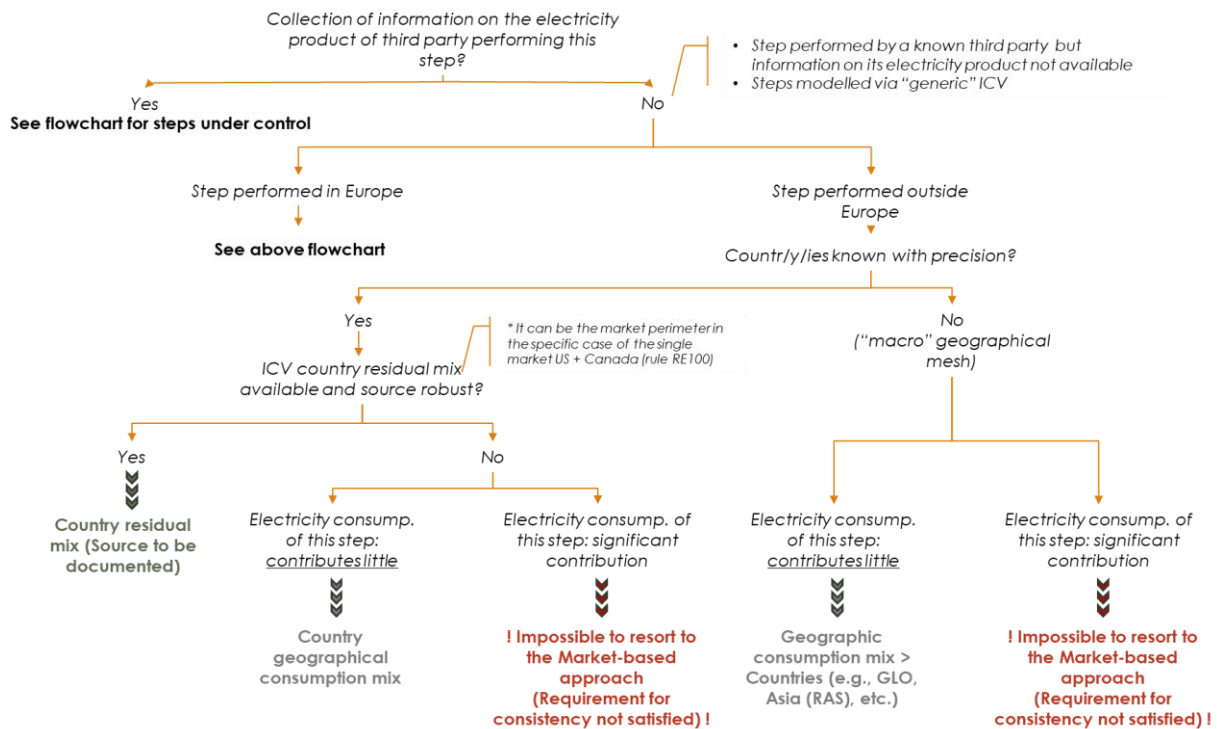 Collection of information on the electricity
product of third party performing this
step?
• Step performed by a known third party but
information on its electricity product not available
• Steps modelled via “generic” ICV
Yes
See flowchart for steps under control
No
Step performed in Europe
See above flowchart
Step performed outside
Europe
Countr/y/ies known with precision?
Yes
* It can be the market perimeter in
the specific case of the single
market US + Canada (rule RE100)
No
(“macro” geographical
mesh)
ICV country residual mix
available and source robust?
Yes
No
Country residual
mix (Source to be
documented)
Electricity consump.
of this step:
contributes little
Electricity consump. of
this step: significant
contribution
Electricity consump.
of this step:
contributes little
Electricity consump. of
this step: significant
contribution
Country
geographical
consumption mix
! Impossible to resort to
the Market-based
approach
(Requirement for
consistency not satisfied) !
Geographic
consumption mix >
Countries (e.g., GLO,
Asia (RAS), etc.)
! Impossible to resort to
the Market-based
approach
(Requirement for
consistency not satisfied) !